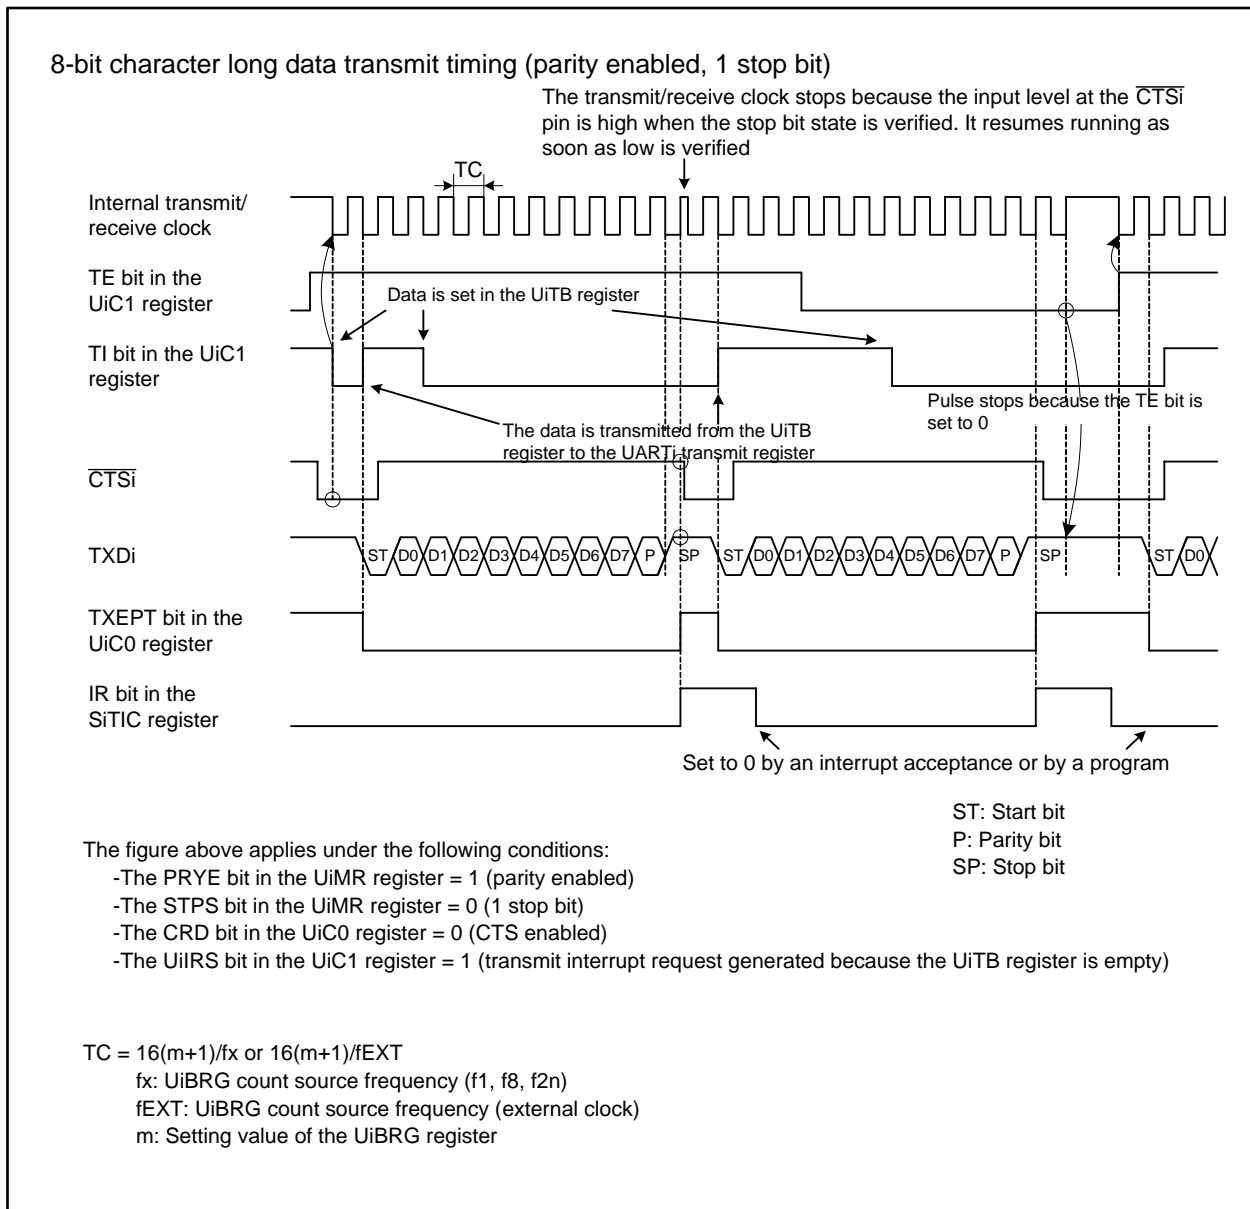 8-bit character long data transmit timing (parity enabled, 1 stop bit)
The transmit/receive clock stops because the input level at the CTSi
pin is high when the stop bit state is verified. It resumes running as
soon as low is verified
TC
Internal transmit/
receive clock
TE bit in the
UiC1 register
Data is set in the UiTB register
TI bit in the UiC1
register
Pulse stops because the TE bit is
set to 0
The data is transmitted from the UiTB
register to the UARTi transmit register
CTSi
TXDi
ST D0 D1 D2 D3 D4 D5 D6 D7 P SP ST D0 D1 D2 D3 D4 D5 D6 D7 P SP ST D0
TXEPT bit in the
UiC0 register
IR bit in the
SiTIC register
Set to 0 by an interrupt acceptance or by a program
ST: Start bit
P: Parity bit
SP: Stop bit
The figure above applies under the following conditions:
-The PRYE bit in the UiMR register = 1 (parity enabled)
-The STPS bit in the UiMR register = 0 (1 stop bit)
-The CRD bit in the UiC0 register = 0 (CTS enabled)
-The UiIRS bit in the UiC1 register = 1 (transmit interrupt request generated because the UiTB register is empty)
TC = 16(m+1)/fx or 16(m+1)/fEXT
fx: UiBRG count source frequency (f1, f8, f2n)
fEXT: UiBRG count source frequency (external clock)
m: Setting value of the UiBRG register